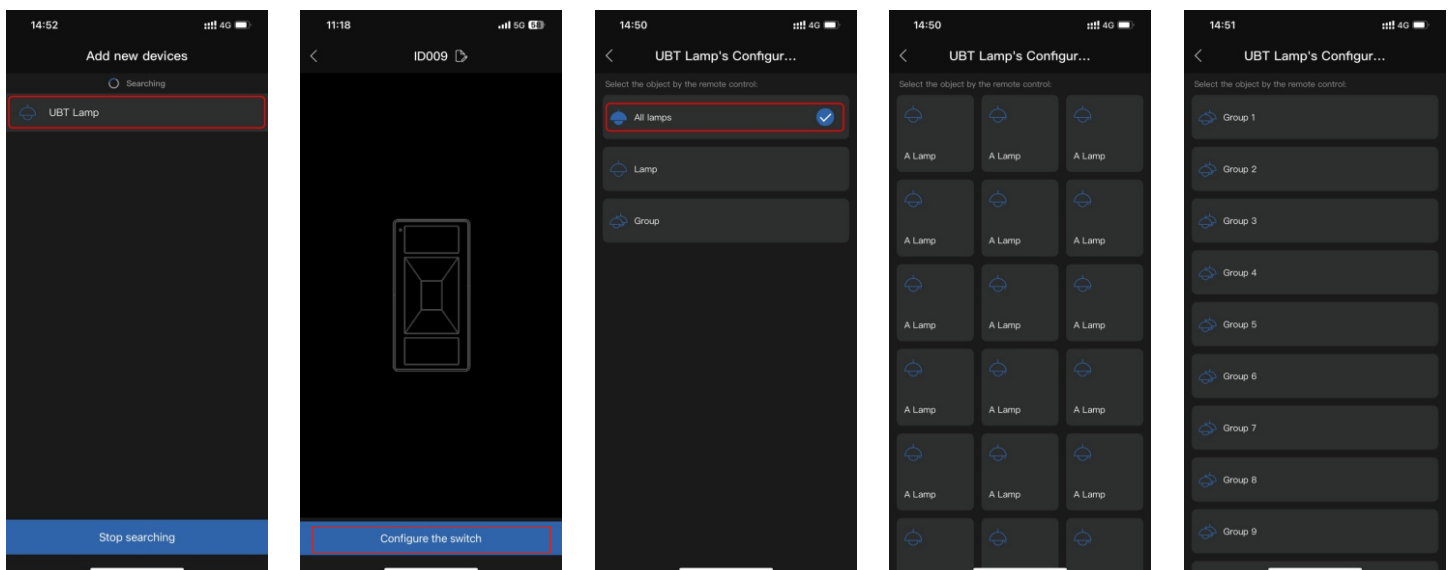 14:52
4G
Add new devices
Searching
UBT Lamp
Stop searching
11:18
5G 58
ID009
Configure the switch
14:50
4G
UBT Lamp's Configur...
Select the object by the remote control:
All lamps
Lamp
Group
14:50
4G
UBT Lamp's Configur...
Select the object by the remote control:
A Lamp A Lamp A Lamp
A Lamp A Lamp A Lamp
A Lamp A Lamp A Lamp
A Lamp A Lamp A Lamp
A Lamp A Lamp A Lamp
14:51
4G
UBT Lamp's Configur...
Select the object by the remote control:
Group 1
Group 2
Group 3
Group 4
Group 5
Group 6
Group 7
Group 8
Group 9